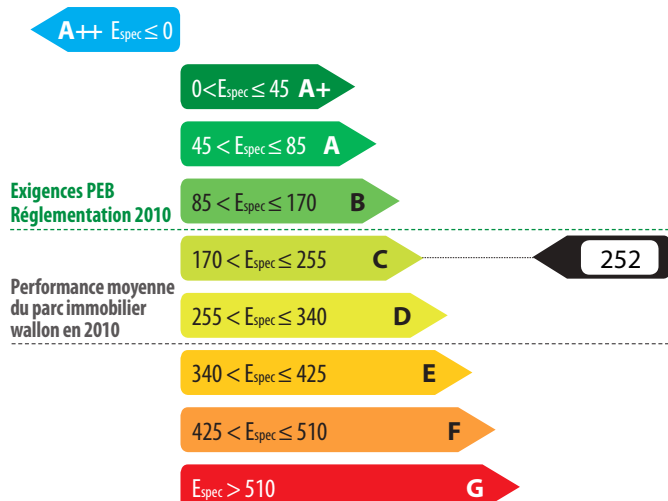 A++ Espec ≤ 0
0<Espec ≤ 45 A+
45 < Espec ≤ 85 A
Exigences PEB
Réglementation 2010
85 < Espec ≤ 170 B
170 < Espec ≤ 255 C
252
Performance moyenne
du parc immobilier
wallon en 2010
255 < Espec ≤ 340 D
340 < Espec ≤ 425 E
425 < Espec ≤ 510 F
Espec > 510 G